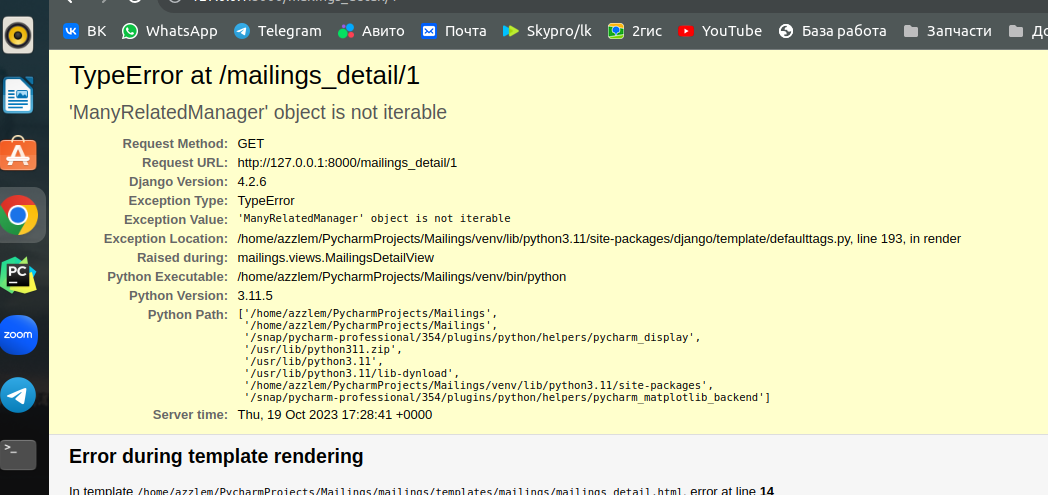 ВК WhatsApp Telegram Авито Почта Skypro/lk 2гис YouTube База работа Запчасти
TypeError at /mailings_detail/1
'ManyRelatedManager' object is not iterable
Request Method: GET
Request URL: http://127.0.0.1:8000/mailings_detail/1
Django Version: 4.2.6
Exception Type: TypeError
Exception Value: 'ManyRelatedManager' object is not iterable
Exception Location: /home/azzlem/PycharmProjects/Mailings/venv/lib/python3.11/site-packages/django/template/defaulttags.py, line 193, in render
Raised during: mailings.views.MailingsDetailView
Python Executable: /home/azzlem/PycharmProjects/Mailings/venv/bin/python
Python Version: 3.11.5
Python Path: ['/home/azzlem/PycharmProjects/Mailings',
'/home/azzlem/PycharmProjects/Mailings',
'/snap/pycharm-professional/354/plugins/python/helpers/pycharm_display',
'/usr/lib/python311.zip',
'/usr/lib/python3.11',
'/usr/lib/python3.11/lib-dynload',
'/home/azzlem/PycharmProjects/Mailings/venv/lib/python3.11/site-packages',
'/snap/pycharm-professional/354/plugins/python/helpers/pycharm_matplotlib_backend']
Server time: Thu, 19 Oct 2023 17:28:41 +0000
PC
zoom
Error during template rendering
In template /home/azzlem/PycharmProjects/Mailings/mailings/templates/mailings/mailings_detail.html, error at line 14